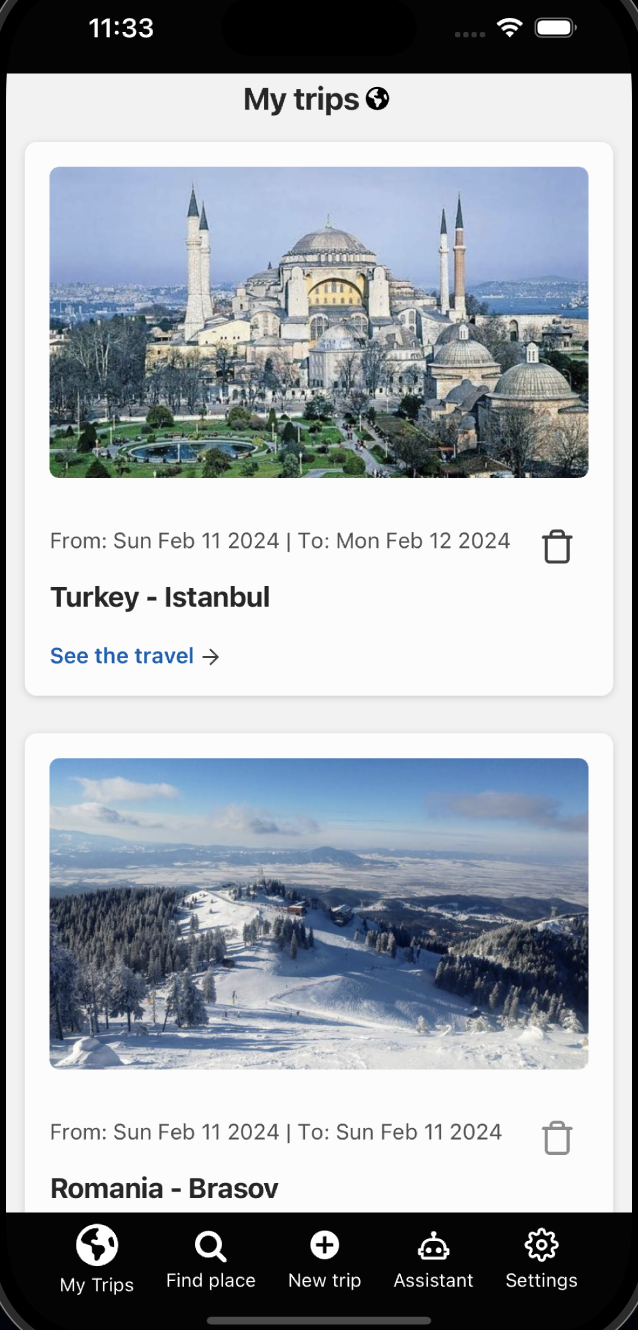 11:33
My trips
From: Sun Feb 11 2024 | To: Mon Feb 12 2024
Turkey - Istanbul
See the travel →
From: Sun Feb 11 2024 | To: Sun Feb 11 2024
Romania - Brasov
My Trips
Find place
New trip
Assistant
Settings